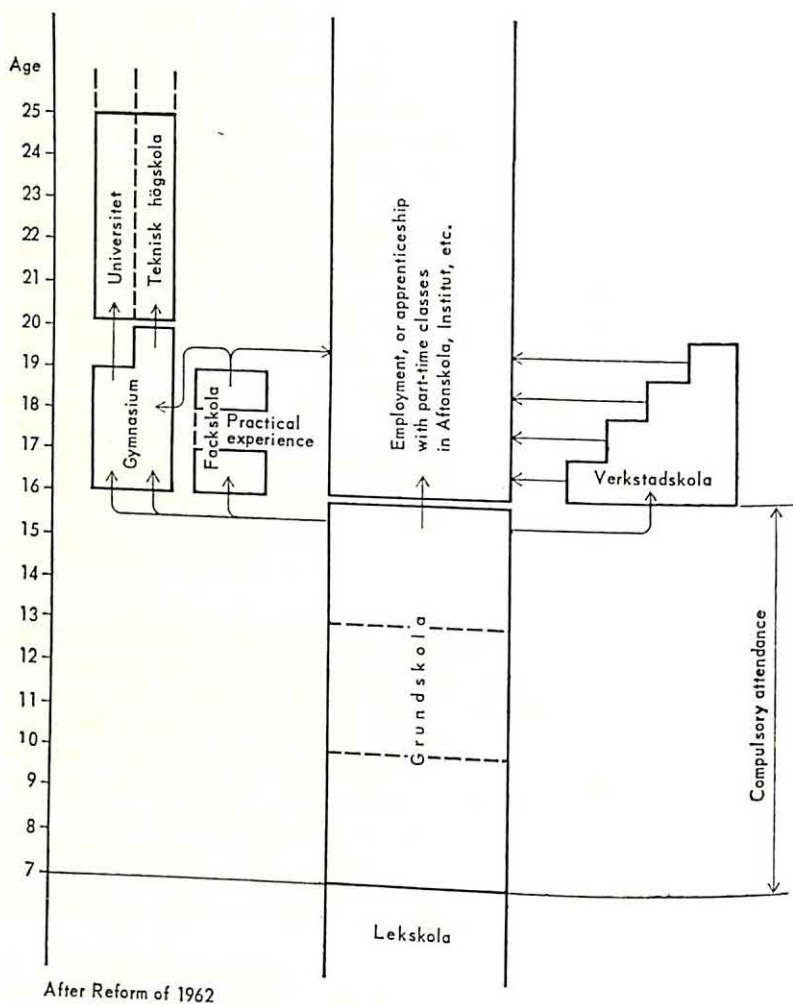 Age
25
24
23
22
21
20
19
18
17
16
15
14
13
12
11
10
9
8
7
Universitet
Teknisk högskola
Gymnasium
Fackskola
Practical
experience
Employment, or apprenticeship
with part-time classes
in Aftonskola, Institut, etc.
Verkstadskola
Grundskola
Compulsory attendance
Lekskola
After Reform of 1962